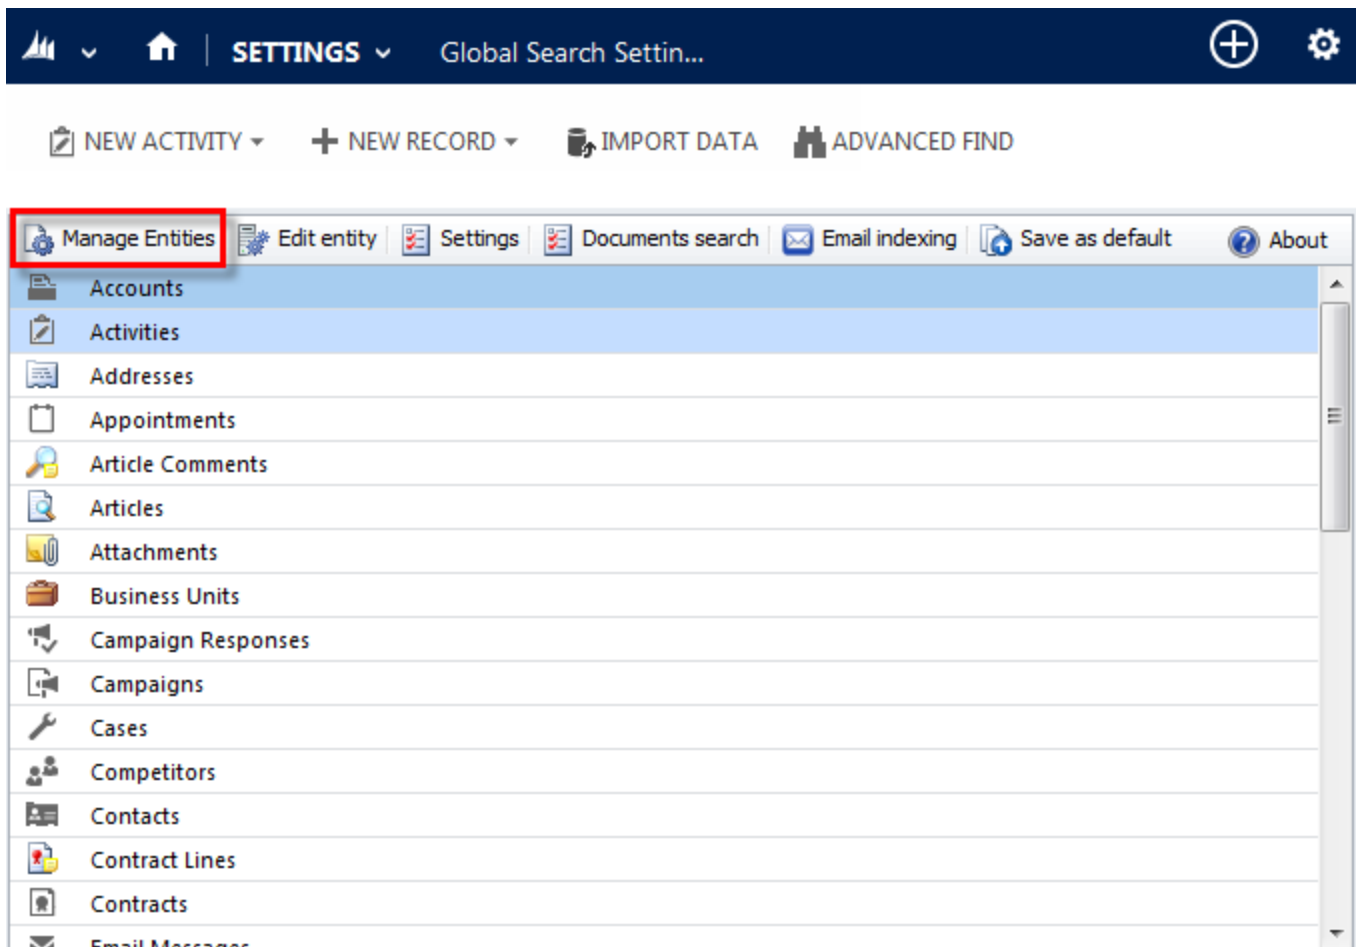 SETTINGS Global Search Settin...
NEW ACTIVITY NEW RECORD IMPORT DATA ADVANCED FIND
Manage Entities Edit entity Settings Documents search Email indexing Save as default About
Accounts
Activities
Addresses
Appointments
Article Comments
Articles
Attachments
Business Units
Campaign Responses
Campaigns
Cases
Competitors
Contacts
Contract Lines
Contracts
Email Messages